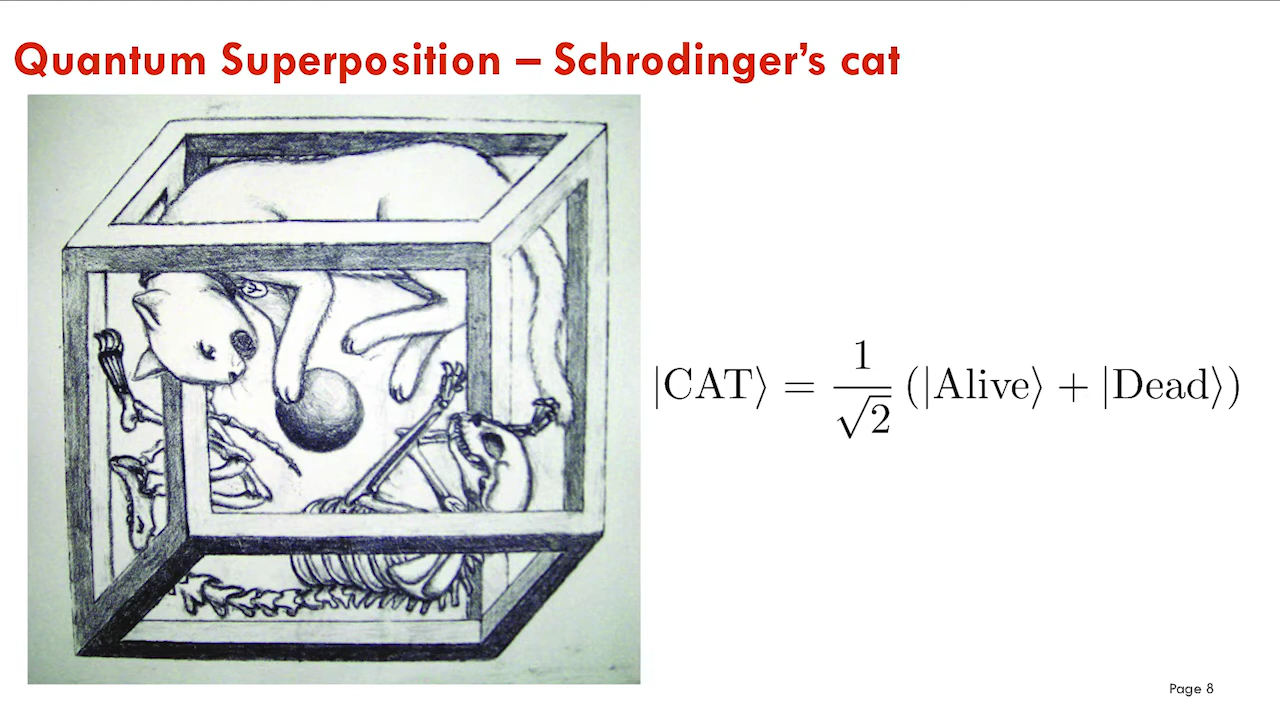 Quantum Superposition – Schrodinger’s cat
|CAT⟩ = 1/√2 (|Alive⟩ + |Dead⟩)
Page 8